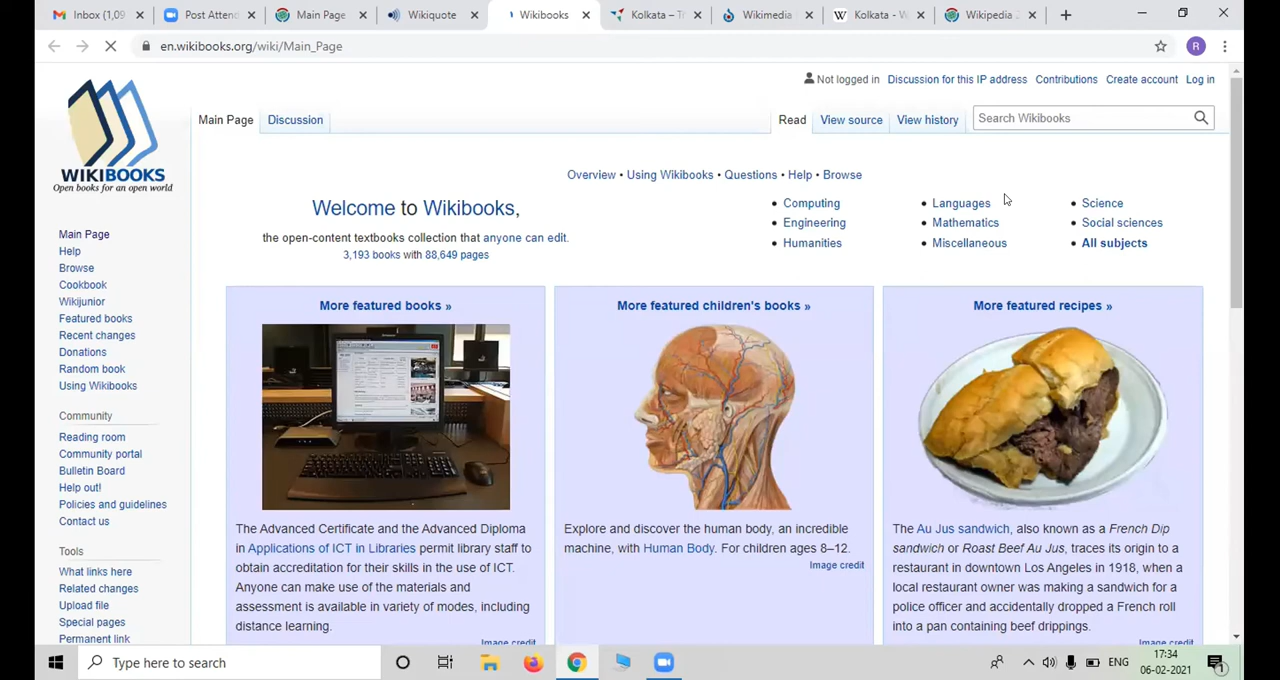 Inbox (1,09
Post Attend
Main Page
Wikiquote
Wikibooks
Kolkata – T
Wikimedia
Kolkata - W
Wikipedia
en.wikibooks.org/wiki/Main_Page
R
Not logged in Discussion for this IP address Contributions Create account Log in
Main Page Discussion Read View source View history Search Wikibooks
WIKIBOOKS
Open books for an open world
Overview • Using Wikibooks • Questions • Help • Browse
Welcome to Wikibooks,
the open-content textbooks collection that anyone can edit.
3,193 books with 88,649 pages
• Computing
• Engineering
• Humanities
• Languages
• Mathematics
• Miscellaneous
• Science
• Social sciences
• All subjects
Main Page
Help
Browse
Cookbook
Wikijunior
Featured books
Recent changes
Donations
Random book
Using Wikibooks
Community
Reading room
Community portal
Bulletin Board
Help out!
Policies and guidelines
Contact us
Tools
What links here
Related changes
Upload file
Special pages
Permanent link
More featured books »
The Advanced Certificate and the Advanced Diploma
in Applications of ICT in Libraries permit library staff to
obtain accreditation for their skills in the use of ICT.
Anyone can make use of the materials and
assessment is available in variety of modes, including
distance learning.
Image credit
More featured children's books »
Explore and discover the human body, an incredible
machine, with Human Body. For children ages 8–12.
Image credit
More featured recipes »
The Au Jus sandwich, also known as a French Dip
sandwich or Roast Beef Au Jus, traces its origin to a
restaurant in downtown Los Angeles in 1918, when a
local restaurant owner was making a sandwich for a
police officer and accidentally dropped a French roll
into a pan containing beef drippings.
Image credit
Type here to search
ENG
17:34
06-02-2021
1